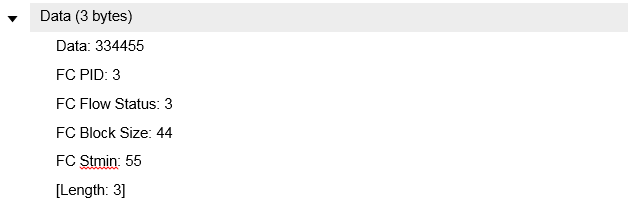 Data (3 bytes)
Data: 334455
FC PID: 3
FC Flow Status: 3
FC Block Size: 44
FC Stmin: 55
[Length: 3]